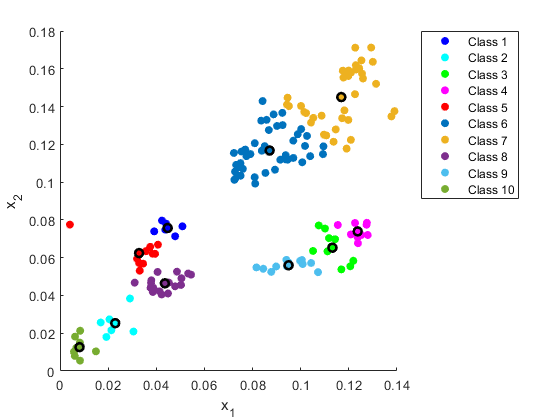 0.18
0.16
0.14
0.12
0.1
0.08
0.06
0.04
0.02
0
x2
0 0.02 0.04 0.06 0.08 0.1 0.12 0.14
x1
Class 1
Class 2
Class 3
Class 4
Class 5
Class 6
Class 7
Class 8
Class 9
Class 10